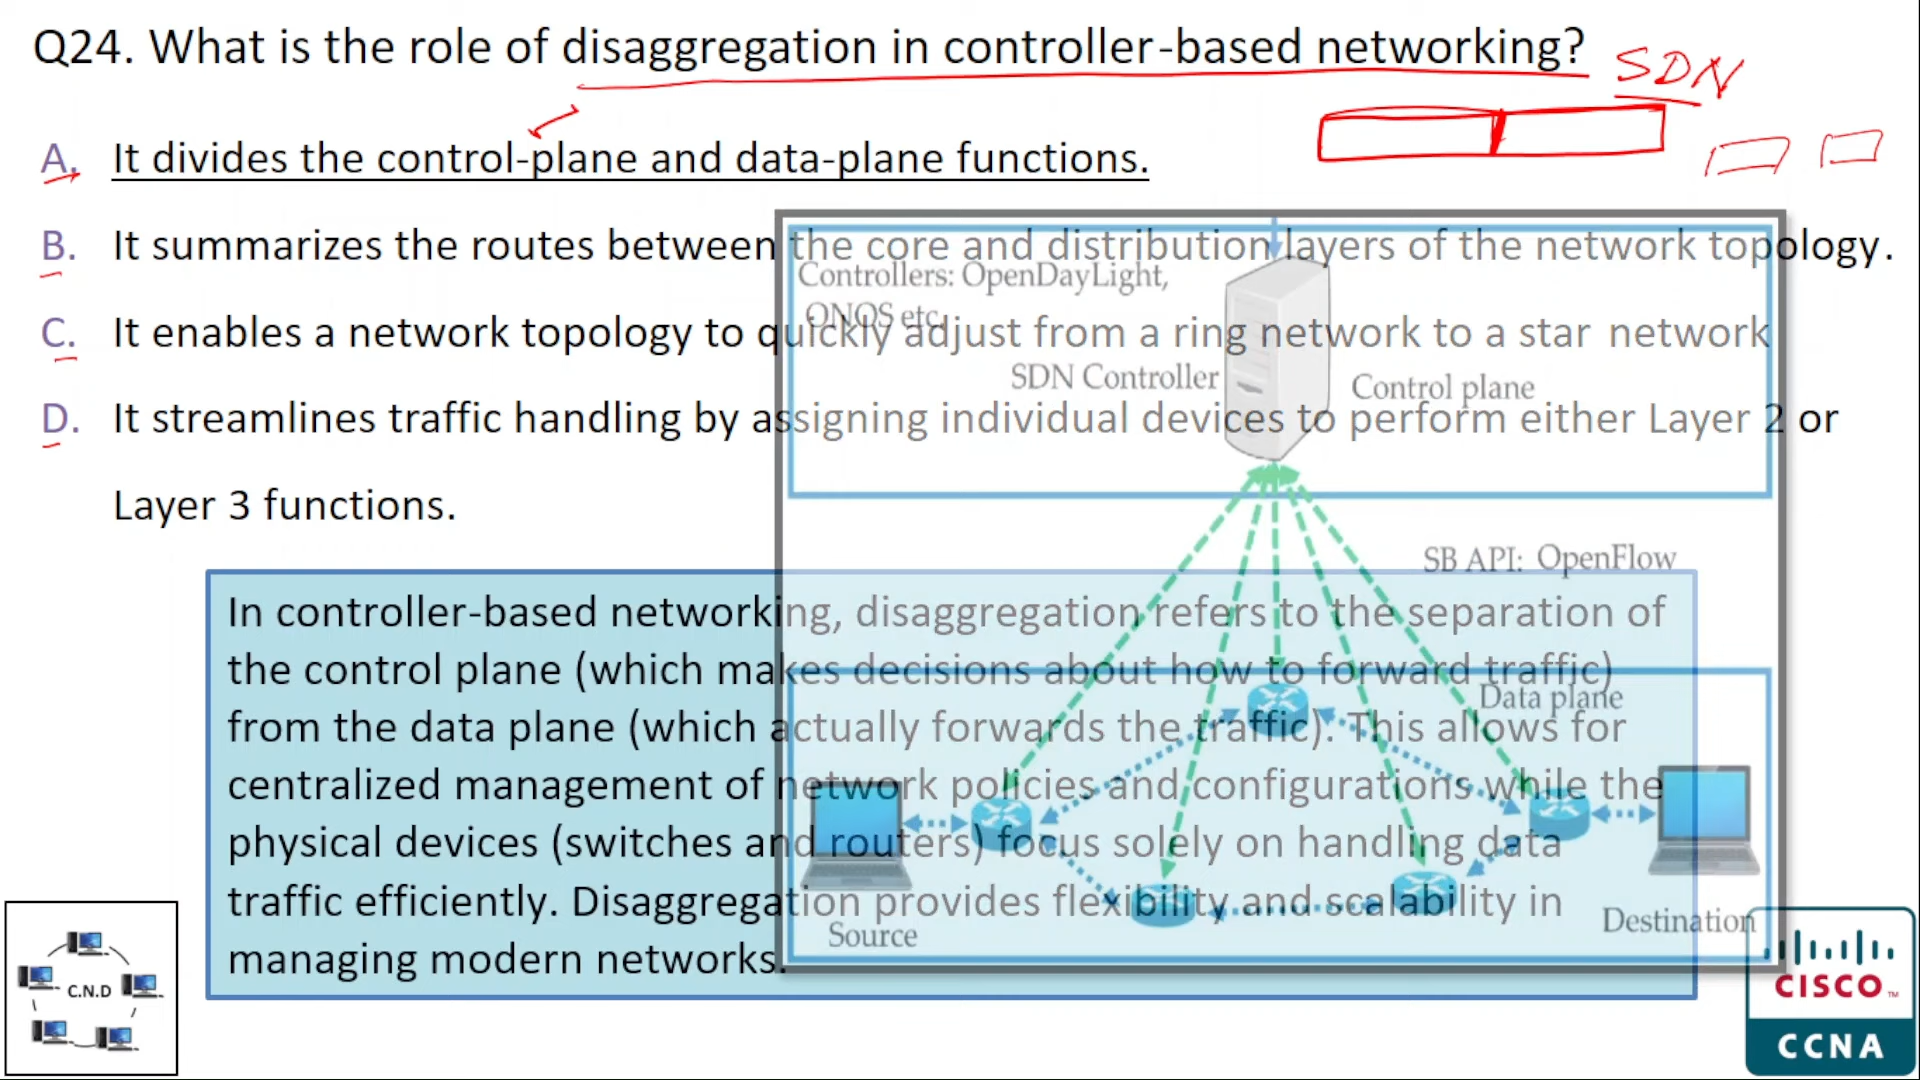 Q24. What is the role of disaggregation in controller-based networking?
SDN
A. It divides the control-plane and data-plane functions.
B. It summarizes the routes between the core and distribution layers of the network topology.
C. It enables a network topology to quickly adjust from a ring network to a star network
D. It streamlines traffic handling by assigning individual devices to perform either Layer 2 or
Layer 3 functions.
Controllers: OpenDayLight,
ONOS etc.
SDN Controller
Control plane
SB API: OpenFlow
Data plane
Source
Destination
In controller-based networking, disaggregation refers to the separation of
the control plane (which makes decisions about how to forward traffic)
from the data plane (which actually forwards the traffic). This allows for
centralized management of network policies and configurations while the
physical devices (switches and routers) focus solely on handling data
traffic efficiently. Disaggregation provides flexibility and scalability in
managing modern networks.
C.N.D
CISCO™
CCNA